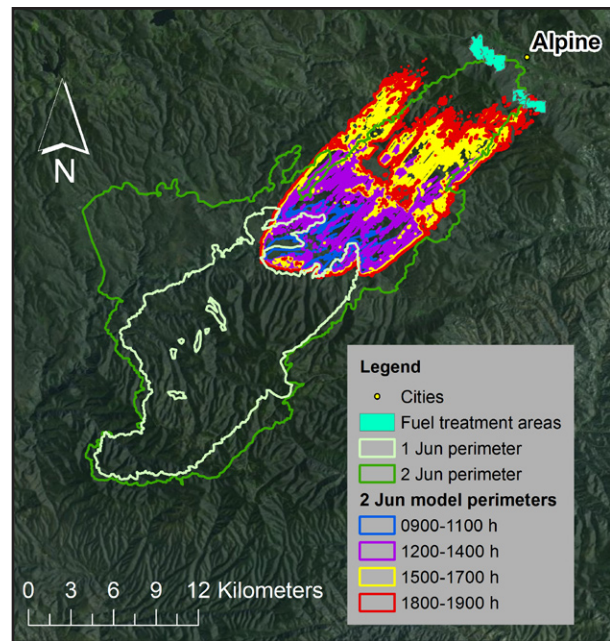 Alpine
N
Legend
Cities
Fuel treatment areas
1 Jun perimeter
2 Jun perimeter
2 Jun model perimeters
0900-1100 h
1200-1400 h
1500-1700 h
1800-1900 h
0 3 6 12 Kilometers